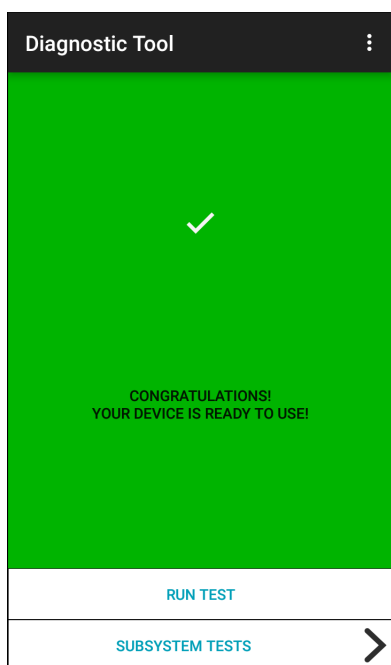 Diagnostic Tool
CONGRATULATIONS!
YOUR DEVICE IS READY TO USE!
RUN TEST
SUBSYSTEM TESTS